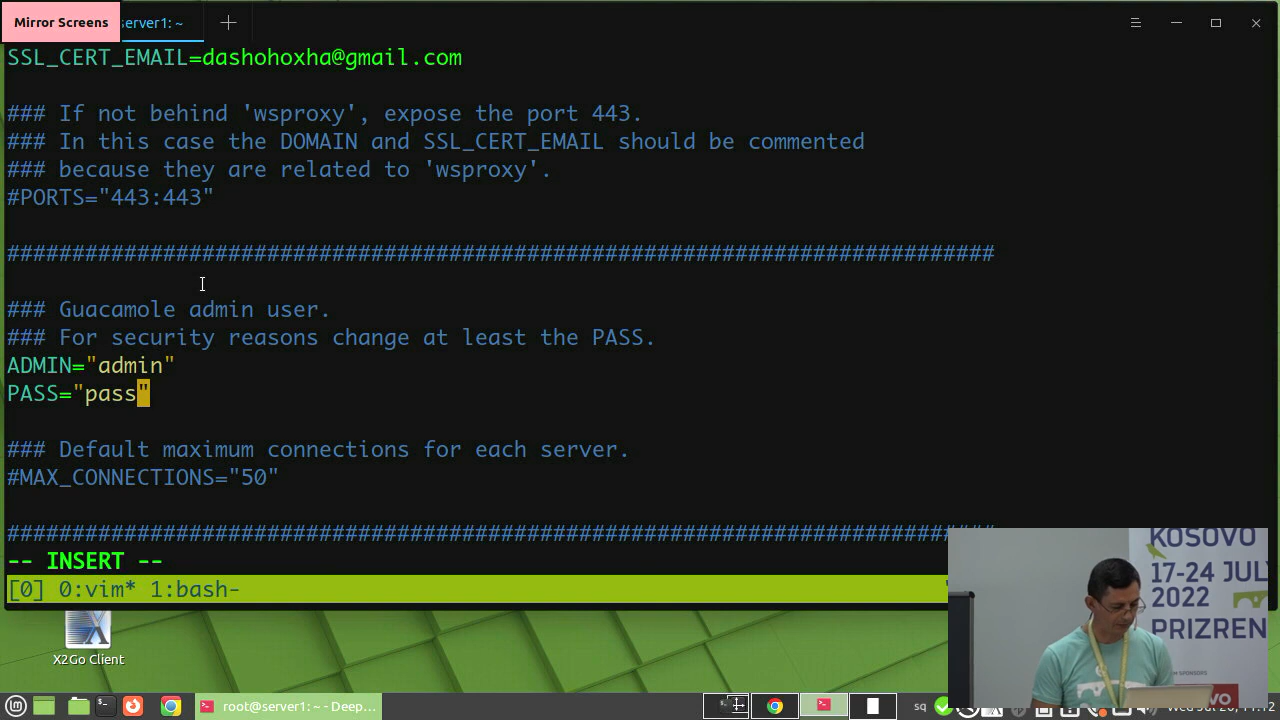 Mirror Screens
server1: ~
SSL_CERT_EMAIL=dashohoxha@gmail.com
### If not behind 'wsproxy', expose the port 443.
### In this case the DOMAIN and SSL_CERT_EMAIL should be commented
### because they are related to 'wsproxy'.
#PORTS="443:443"
############################################################################
### Guacamole admin user.
### For security reasons change at least the PASS.
ADMIN="admin"
PASS="pass"
### Default maximum connections for each server.
#MAX_CONNECTIONS="50"
############################################################################
-- INSERT --
[0] 0:vim* 1:bash-
KOSOVO
17-24 JULY
2022
PRIZREN
X2Go Client
root@server1: ~ - Deep...
sq